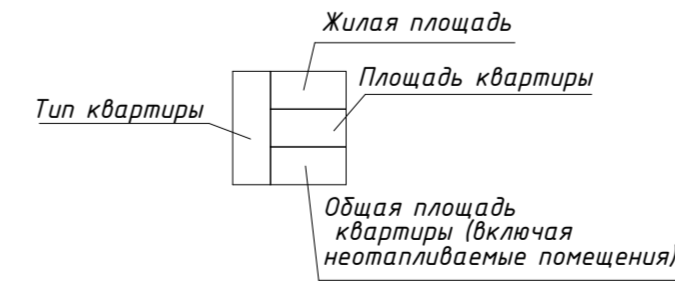 Жилая площадь
Площадь квартиры
Тип квартиры
Общая площадь
квартиры (включая
неотапливаемые помещения)